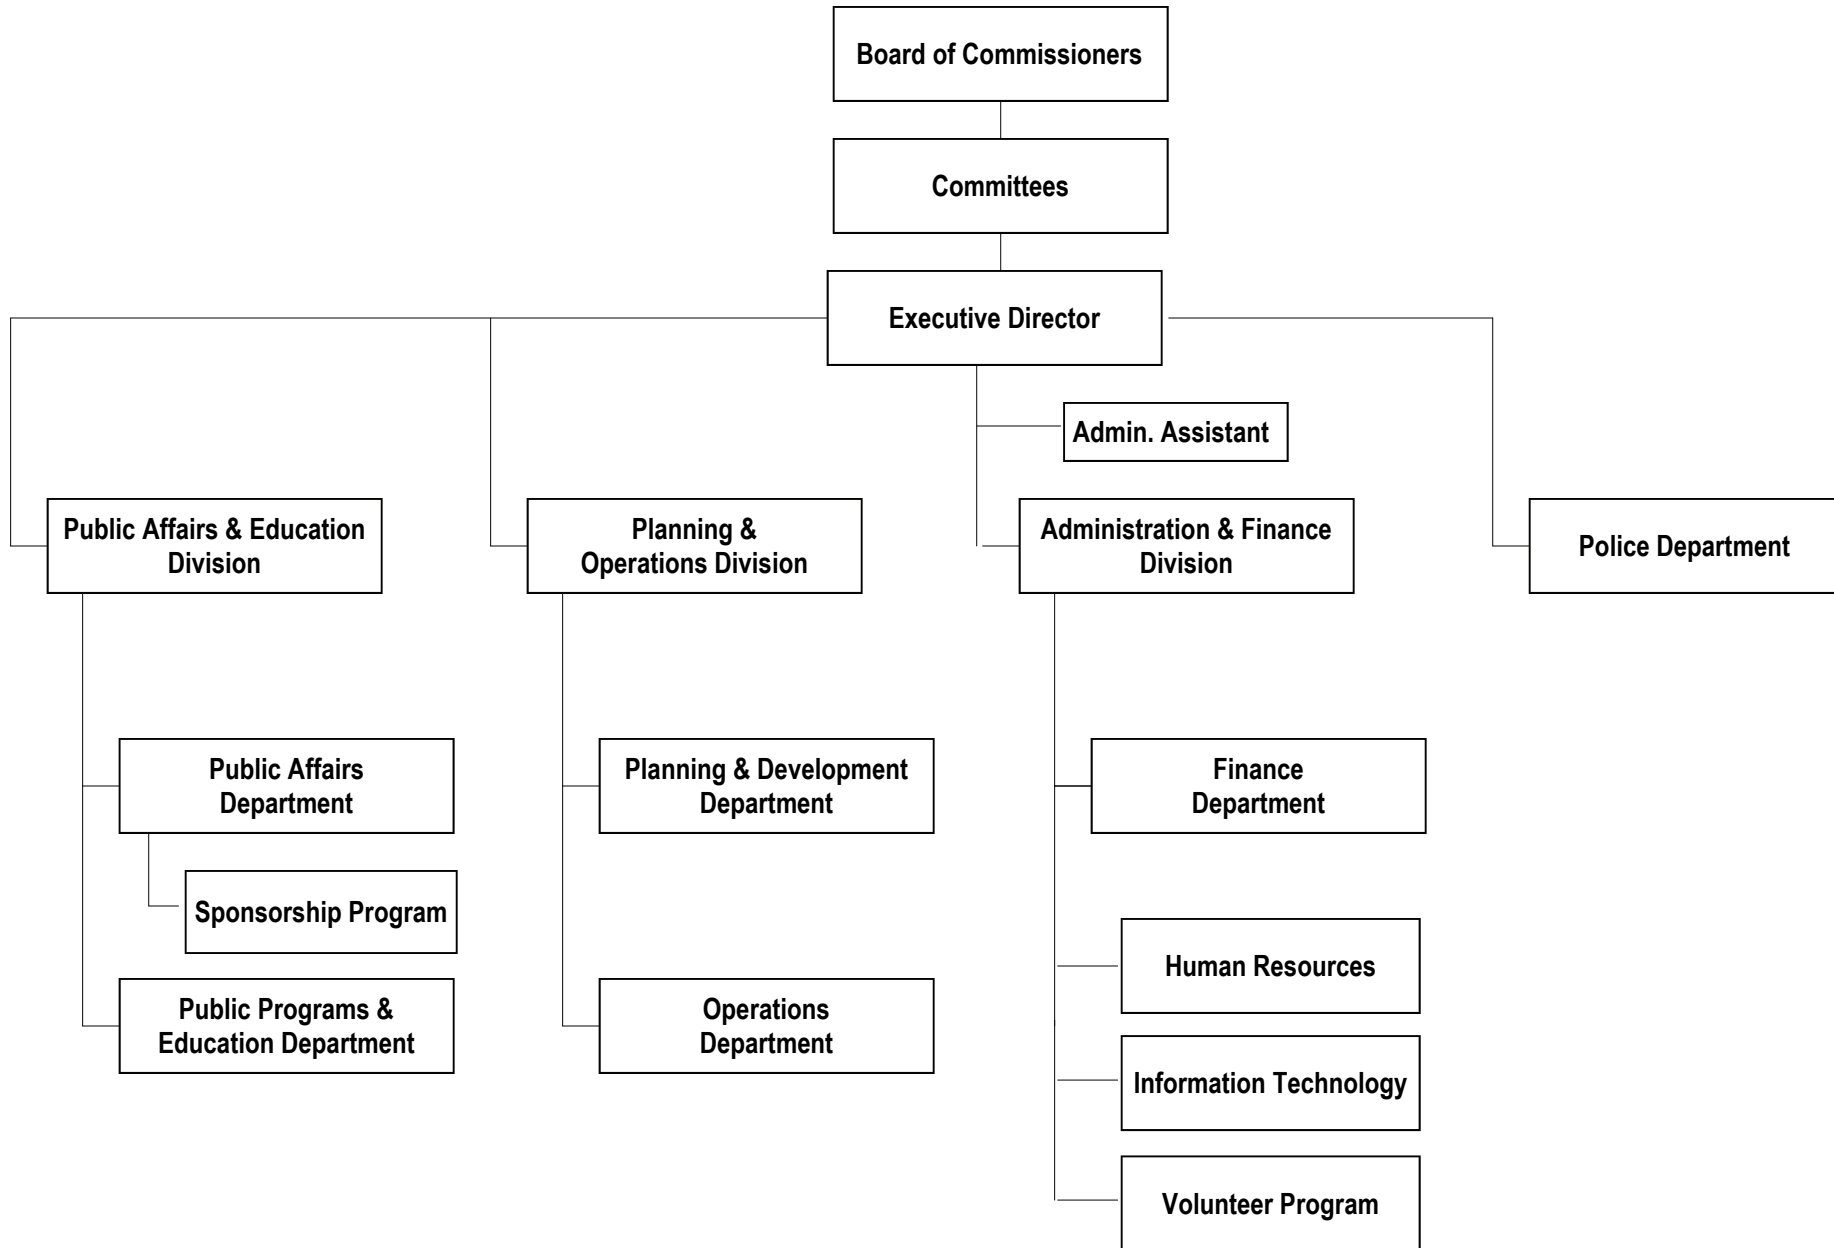 Board of Commissioners
Committees
Executive Director
Admin. Assistant
Public Affairs & Education
Division
Planning &
Operations Division
Administration & Finance
Division
Police Department
Public Affairs
Department
Planning & Development
Department
Finance
Department
Sponsorship Program
Human Resources
Public Programs &
Education Department
Operations
Department
Information Technology
Volunteer Program